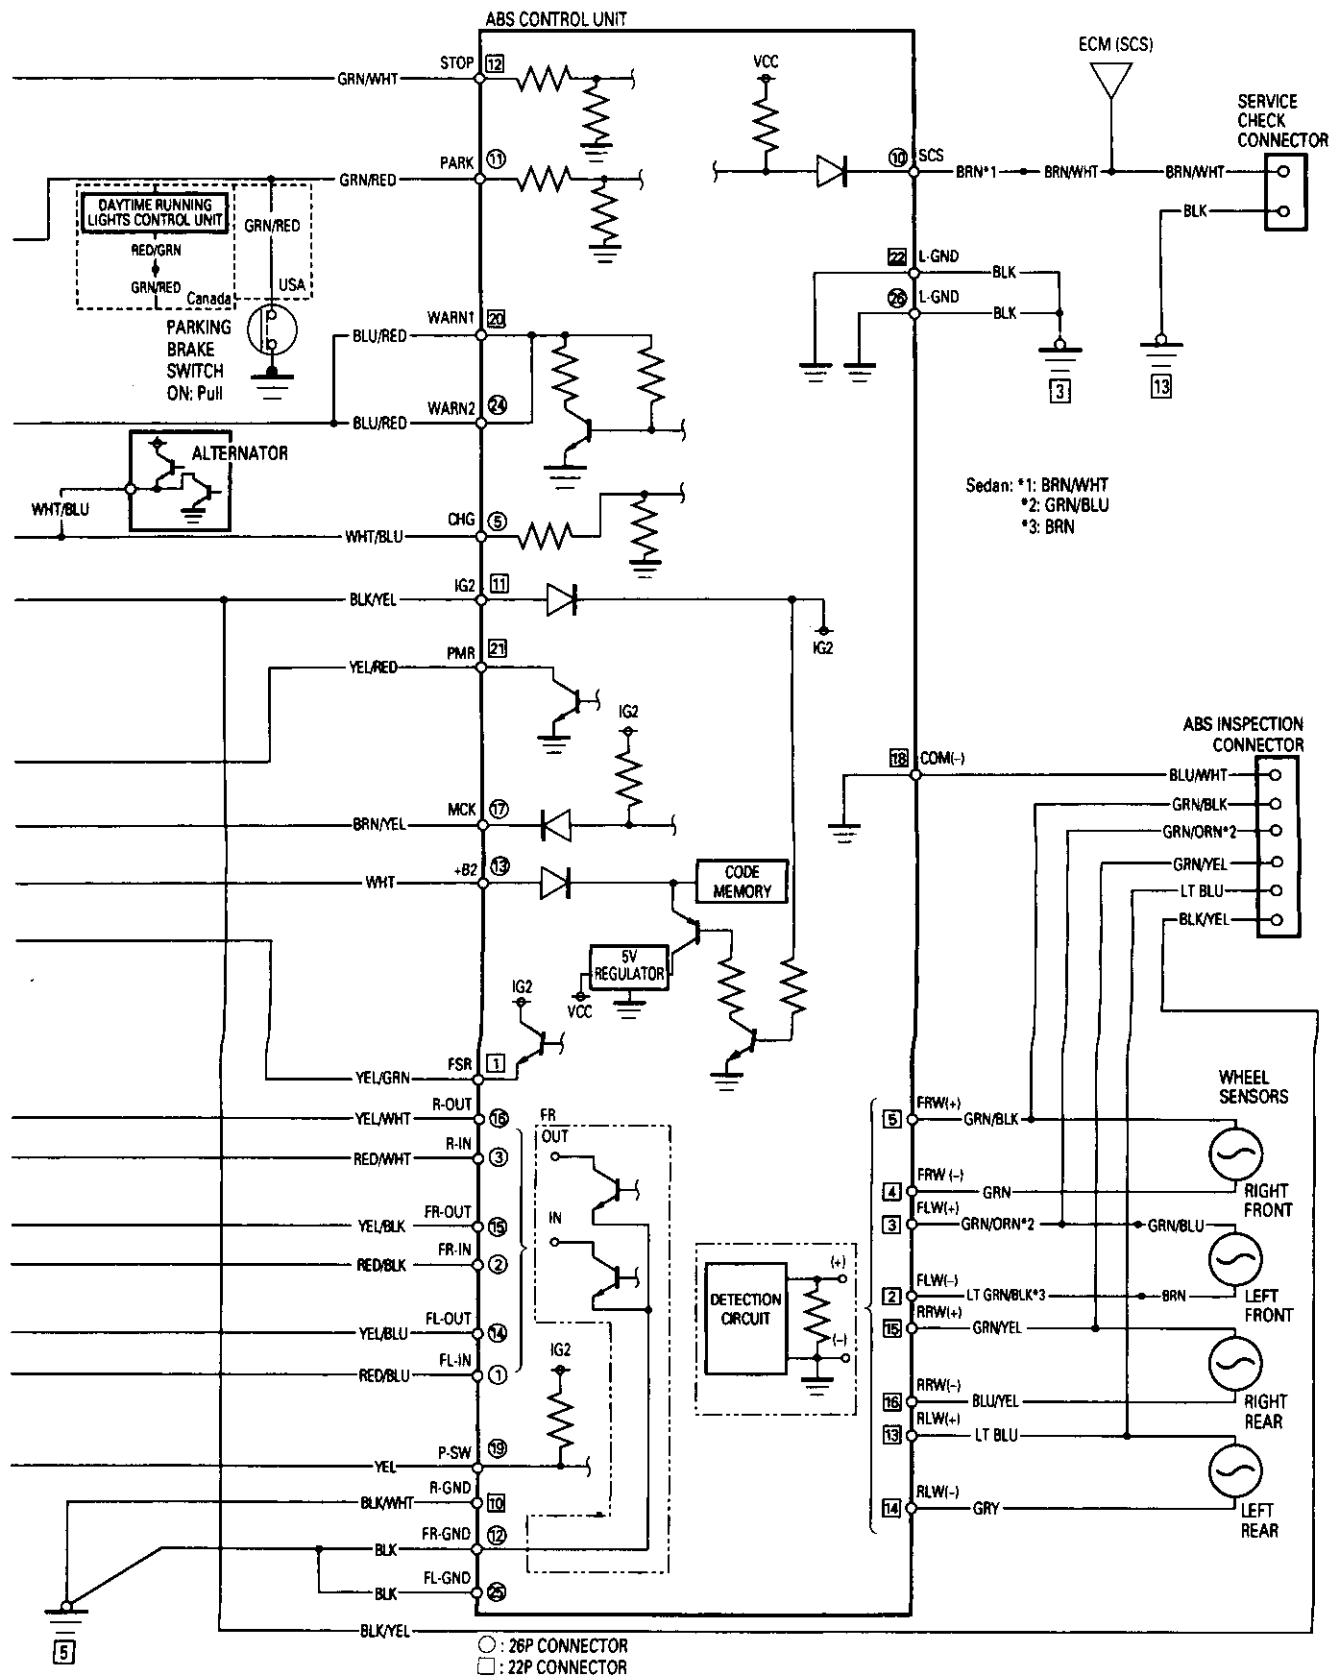 ABS CONTROL UNIT
ECM (SCS)
STOP 12
GRN/WHT
VCC
SERVICE
CHECK
CONNECTOR
PARK 11
GRN/RED
10 SCS
BRN*1 BRN/WHT BRN/WHT
BLK
DAYTIME RUNNING
LIGHTS CONTROL UNIT
RED/GRN
GRN/RED
Canada
GRN/RED
USA
PARKING
BRAKE
SWITCH
ON: Pull
22 L-GND
BLK
26 L-GND
BLK
3
13
WARN1 20
BLU/RED
WARN2 24
BLU/RED
ALTERNATOR
WHT/BLU
Sedan: *1: BRN/WHT
*2: GRN/BLU
*3: BRN
CHG 5
WHT/BLU
IG2 11
BLK/YEL
IG2
PMR 21
YEL/RED
IG2
ABS INSPECTION
CONNECTOR
18 COM(-)
BLU/WHT
GRN/BLK
GRN/ORN*2
GRN/YEL
LT BLU
BLK/YEL
MCK 17
BRN/YEL
+B2 13
WHT
CODE
MEMORY
5V
REGULATOR
VCC
IG2
FSR 1
YEL/GRN
WHEEL
SENSORS
R-OUT
YEL/WHT 16
R-IN
RED/WHT 3
FR-OUT
YEL/BLK 15
FR-IN
RED/BLK 2
FL-OUT
YEL/BLU 14
FL-IN
RED/BLU 1
FR
OUT
IN
IG2
DETECTION
CIRCUIT
(+)
(-)
FRW(+)
5 GRN/BLK
FRW (-)
4 GRN
RIGHT
FRONT
FLW(+)
3 GRN/ORN*2 GRN/BLU
FLW(-)
2 LT GRN/BLK*3 BRN
LEFT
FRONT
RRW(+)
15 GRN/YEL
RRW(-)
16 BLU/YEL
RIGHT
REAR
RLW(+)
13 LT BLU
RLW(-)
14 GRY
LEFT
REAR
P-SW 19
YEL
R-GND
BLK/WHT 10
FR-GND
BLK 12
FL-GND
BLK 25
5
BLK/YEL
○ : 26P CONNECTOR
□ : 22P CONNECTOR